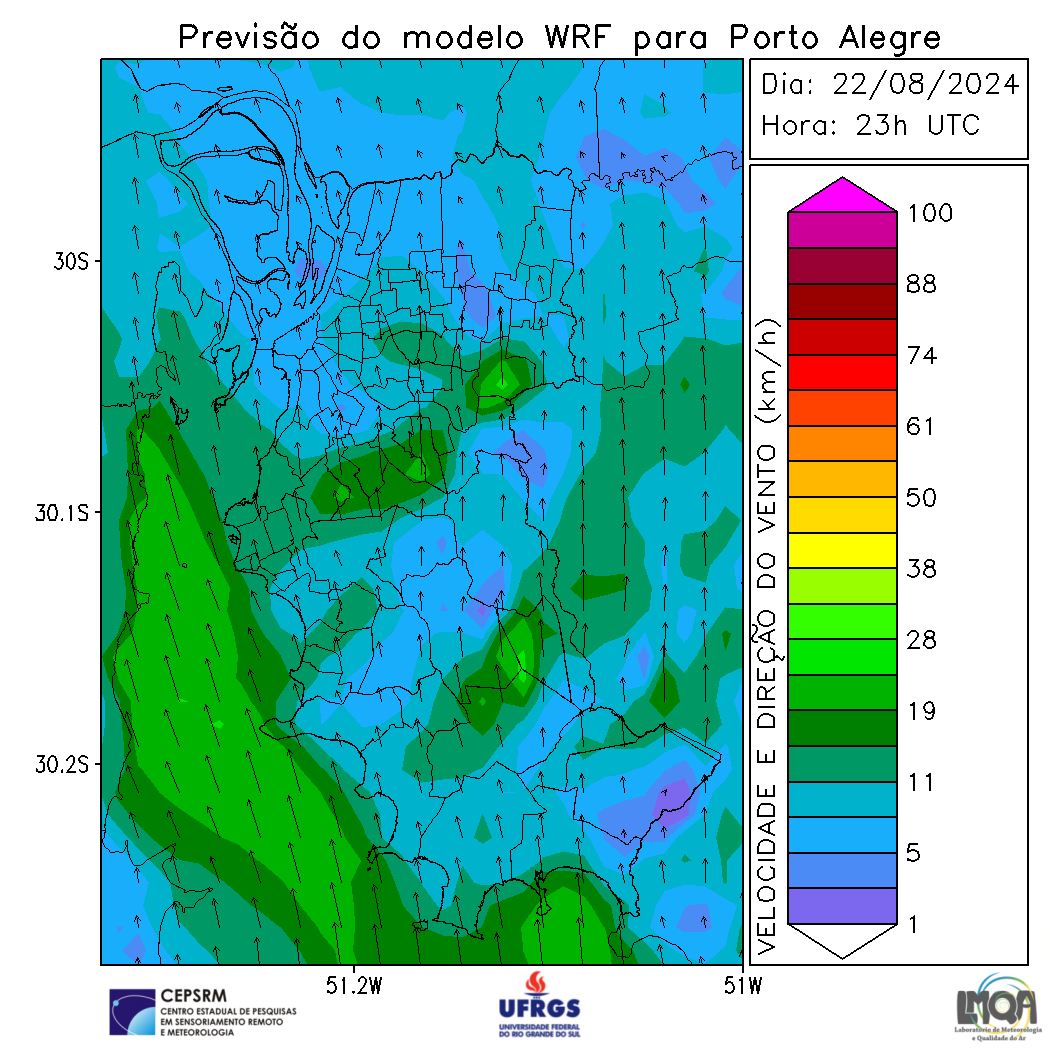 Previsão do modelo WRF para Porto Alegre
Dia: 22/08/2024
Hora: 23h UTC
30S
30.1S
30.2S
51.2W
51W
VELOCIDADE E DIREÇÃO DO VENTO (km/h)
100
88
74
61
50
38
28
19
11
5
1
CEPSRM
CENTRO ESTADUAL DE PESQUISAS
EM SENSORIAMENTO REMOTO
E METEOROLOGIA
UFRGS
UNIVERSIDADE FEDERAL
DO RIO GRANDE DO SUL
LMQA
Laboratório de Meteorologia
e Qualidade do Ar